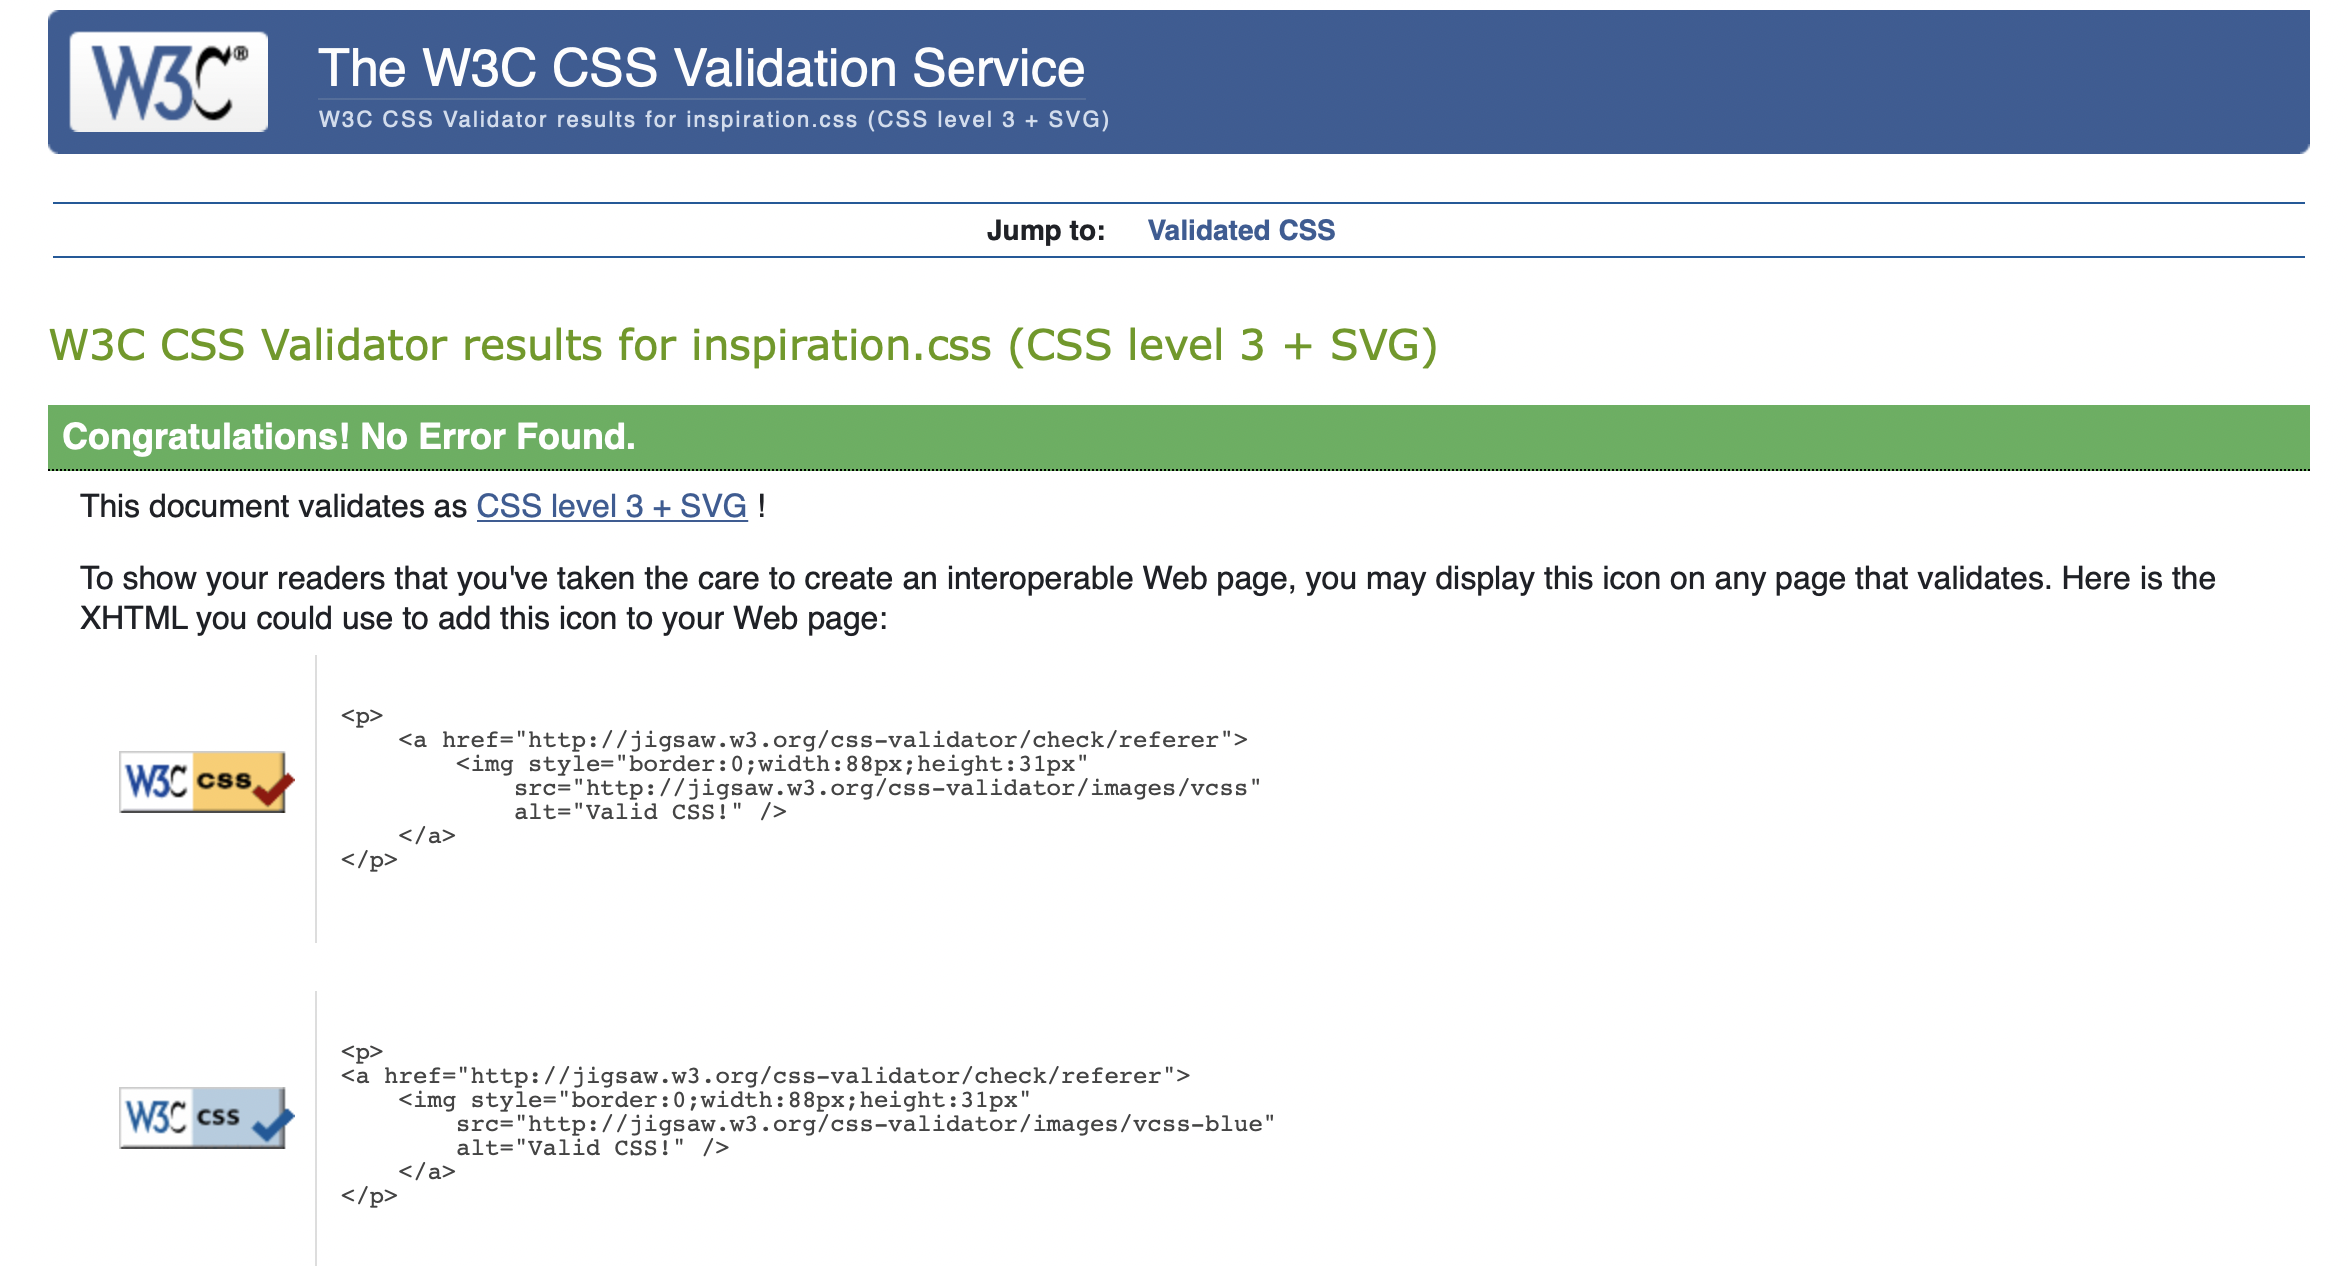 W3C®
The W3C CSS Validation Service
W3C CSS Validator results for inspiration.css (CSS level 3 + SVG)
Jump to: Validated CSS
W3C CSS Validator results for inspiration.css (CSS level 3 + SVG)
Congratulations! No Error Found.
This document validates as CSS level 3 + SVG !
To show your readers that you've taken the care to create an interoperable Web page, you may display this icon on any page that validates. Here is the
XHTML you could use to add this icon to your Web page:
<p>
    <a href="http://jigsaw.w3.org/css-validator/check/referer">
W3C css
        <img style="border:0;width:88px;height:31px"
            src="http://jigsaw.w3.org/css-validator/images/vcss"
            alt="Valid CSS!" />
    </a>
</p>
<p>
<a href="http://jigsaw.w3.org/css-validator/check/referer">
W3C css
    <img style="border:0;width:88px;height:31px"
        src="http://jigsaw.w3.org/css-validator/images/vcss-blue"
        alt="Valid CSS!" />
    </a>
</p>